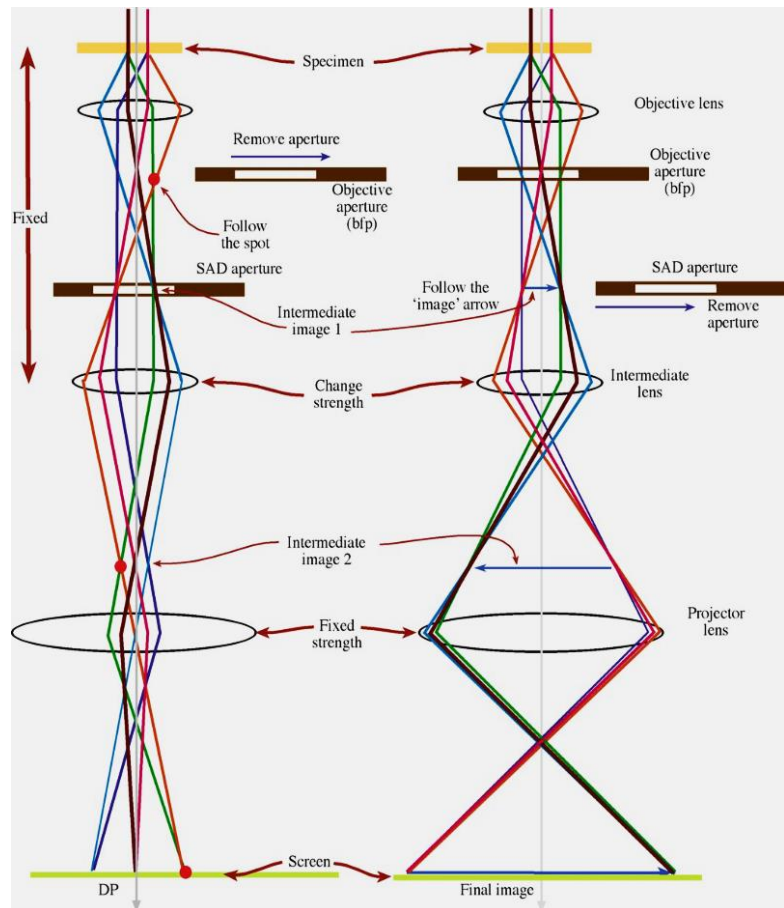 Specimen
Objective lens
Remove aperture
Objective
aperture
(bfp)
Objective
aperture (bfp)
Fixed
Follow
the spot
SAD aperture
Follow the
‘image’ arrow
SAD aperture
Intermediate
image 1
Remove
aperture
Change
strength
Intermediate
lens
Intermediate
image 2
Fixed
strength
Projector
lens
Screen
DP
Final image